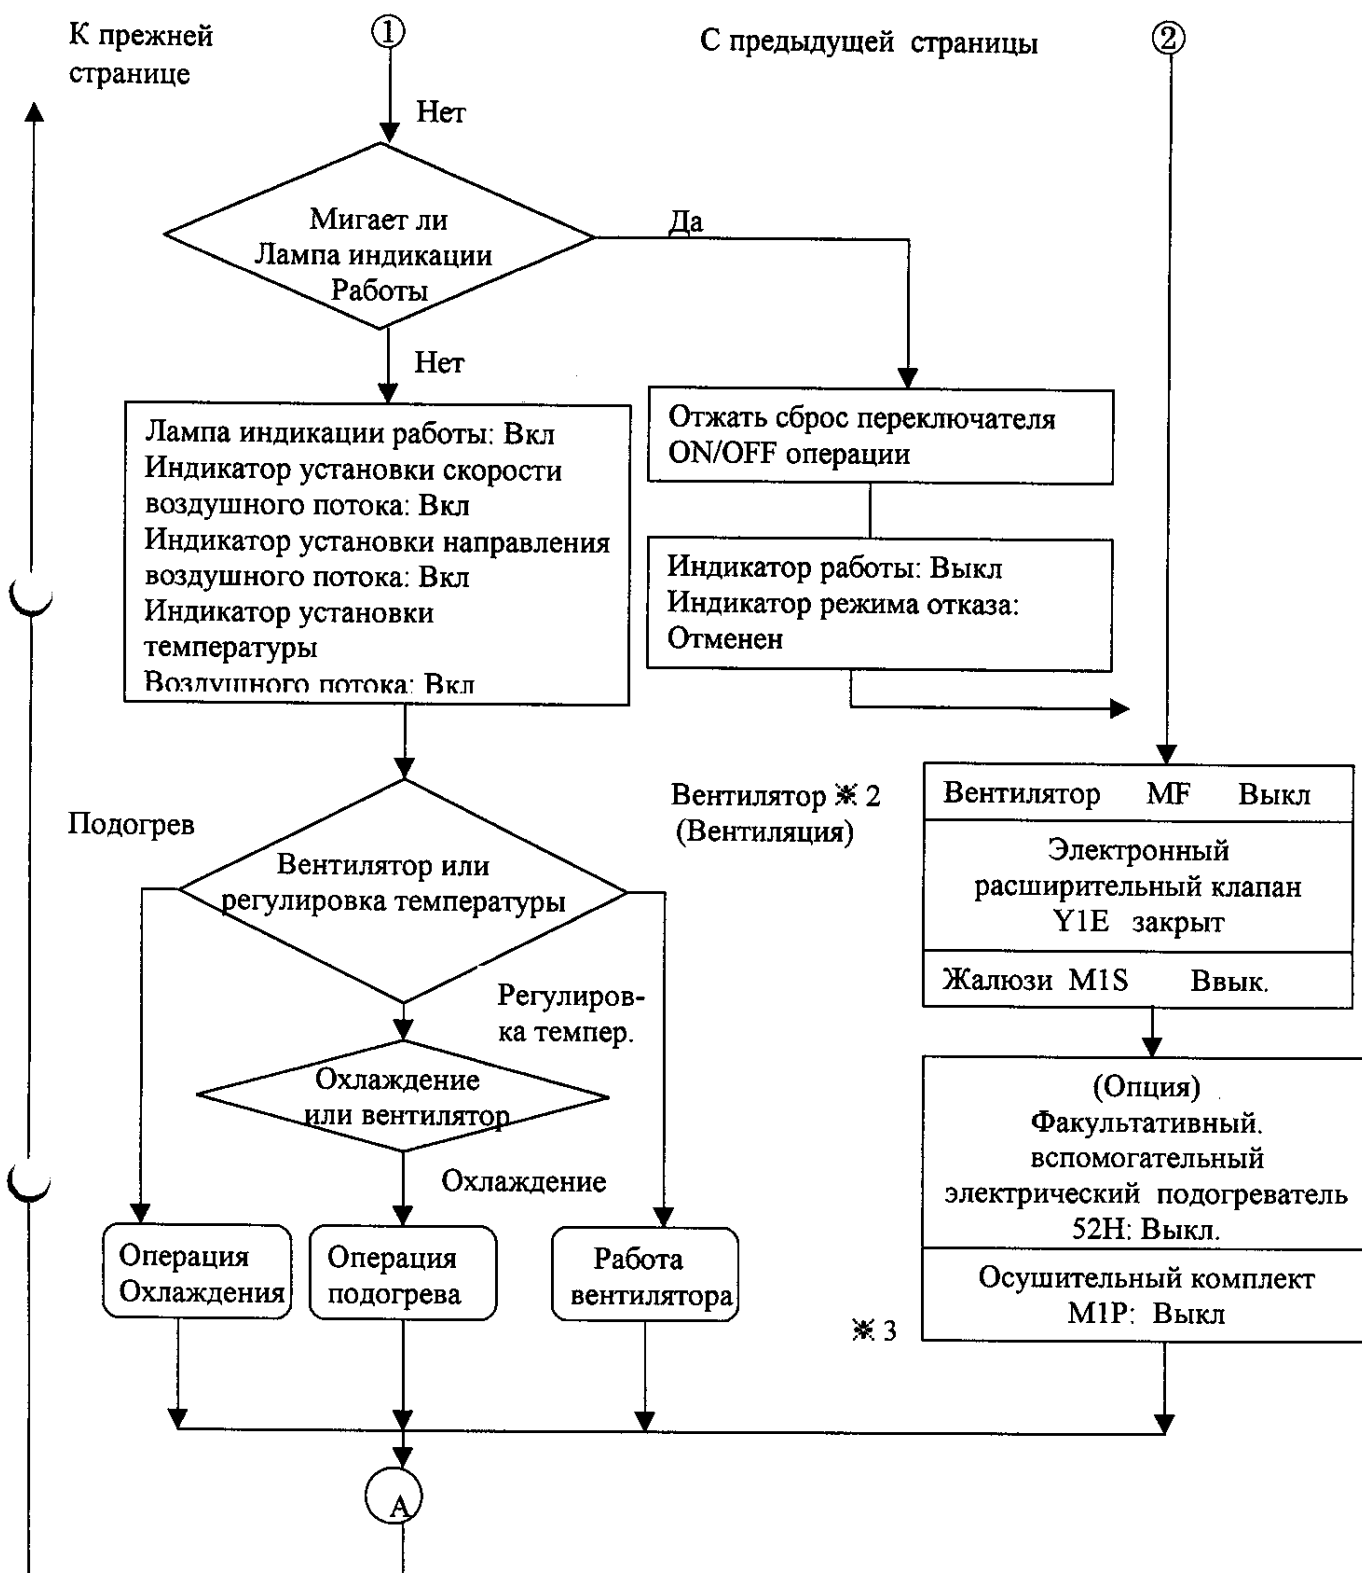 К прежней
странице
①
С предыдущей страницы
②
Нет
Мигает ли
Лампа индикации
Работы
Да
Нет
Лампа индикации работы: Вкл
Индикатор установки скорости
воздушного потока: Вкл
Индикатор установки направления
воздушного потока: Вкл
Индикатор установки
температуры
Воздушного потока: Вкл
Отжать сброс переключателя
ON/OFF операции
Индикатор работы: Выкл
Индикатор режима отказа:
Отменен
Подогрев
Вентилятор или
регулировка температуры
Вентилятор ※ 2
(Вентиляция)
Регулиров-
ка темпер.
Охлаждение
или вентилятор
Охлаждение
Операция
Охлаждения
Операция
подогрева
Работа
вентилятора
Вентилятор MF Выкл
Электронный
расширительный клапан
Y1E закрыт
Жалюзи M1S Ввык.
(Опция)
Факультативный.
вспомогательный
электрический подогреватель
52H: Выкл.
Осушительный комплект
M1P: Выкл
※ 3
А